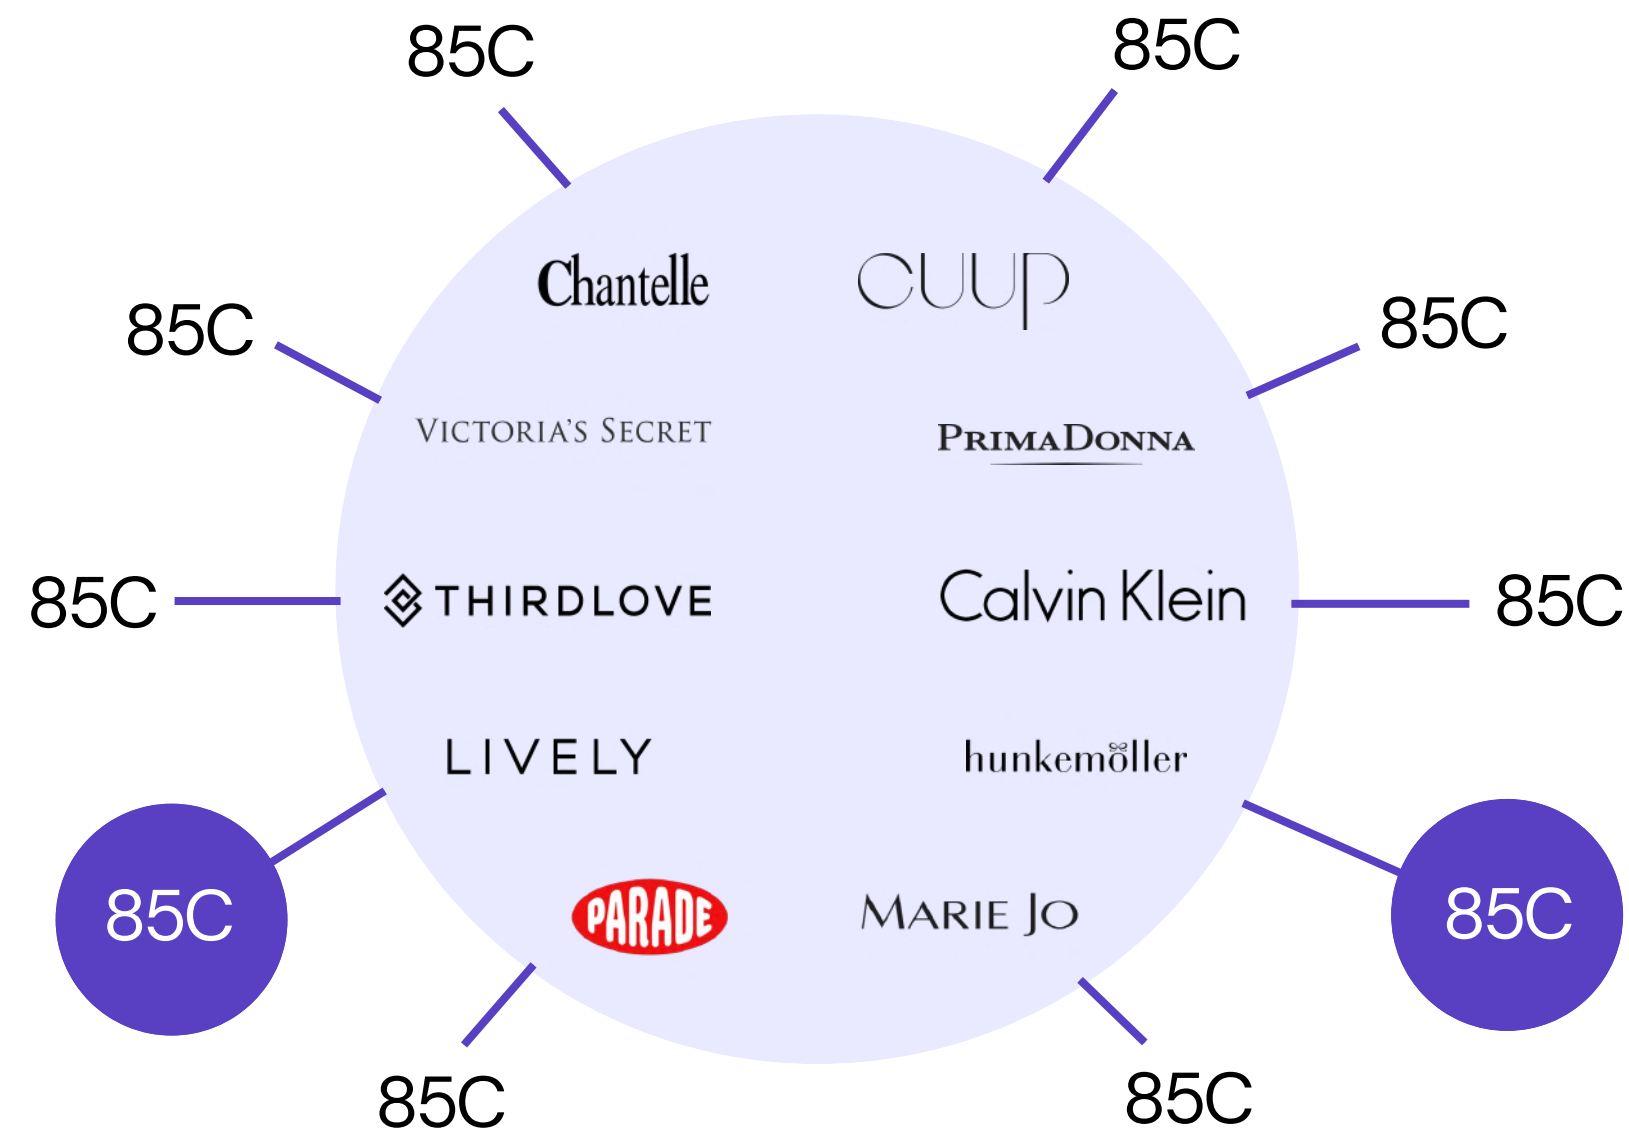 85C
85C
Chantelle
CUUP
85C
85C
VICTORIA'S SECRET
PRIMADONNA
85C
THIRDLOVE
Calvin Klein
85C
LIVELY
hunkemöller
85C
PARADE
MARIE JO
85C
85C
85C